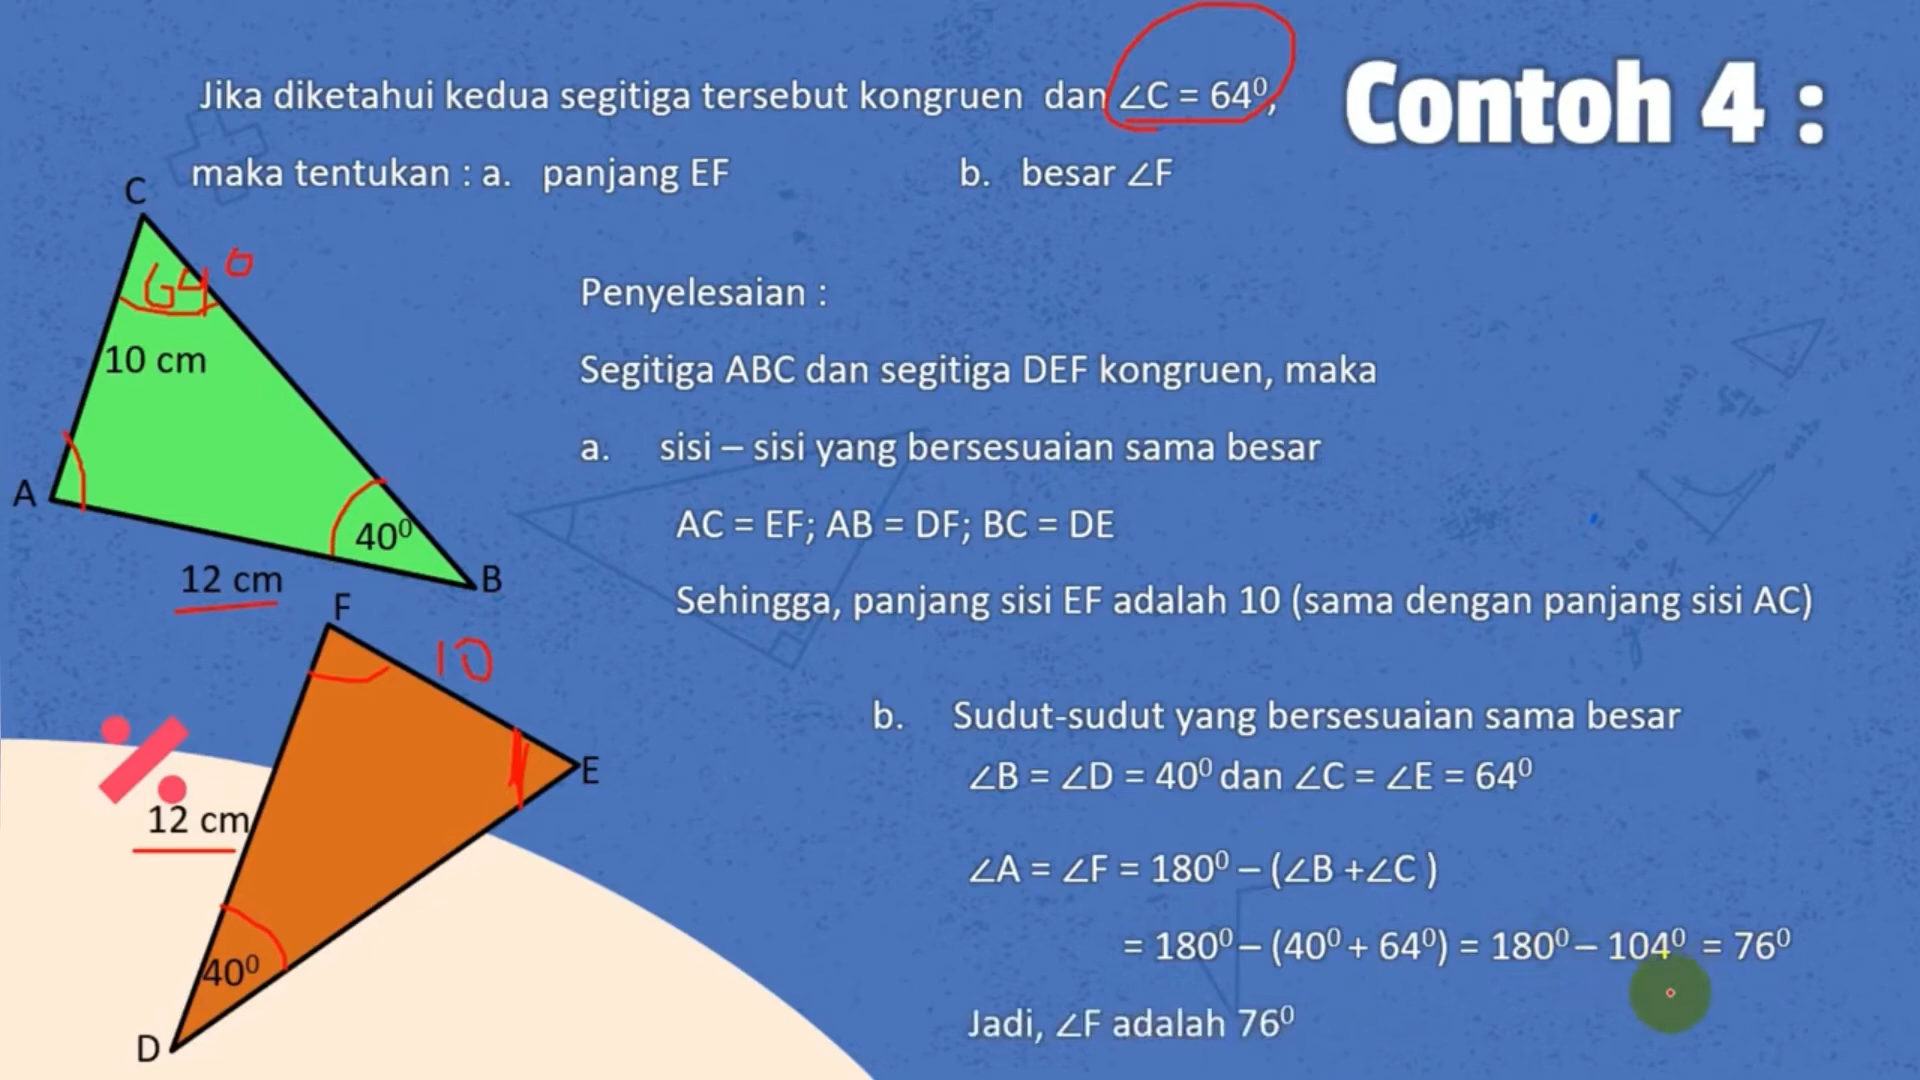 Jika diketahui kedua segitiga tersebut kongruen dan ∠C = 64⁰,
Contoh 4 :
maka tentukan : a. panjang EF b. besar ∠F
C
64⁰
10 cm
A
40⁰
B
12 cm
F
10
E
12 cm
40⁰
D
Penyelesaian :
Segitiga ABC dan segitiga DEF kongruen, maka
a. sisi – sisi yang bersesuaian sama besar
AC = EF; AB = DF; BC = DE
Sehingga, panjang sisi EF adalah 10 (sama dengan panjang sisi AC)
b. Sudut-sudut yang bersesuaian sama besar
∠B = ∠D = 40⁰ dan ∠C = ∠E = 64⁰
∠A = ∠F = 180⁰ – (∠B +∠C )
= 180⁰ – (40⁰ + 64⁰) = 180⁰ – 104⁰ = 76⁰
Jadi, ∠F adalah 76⁰